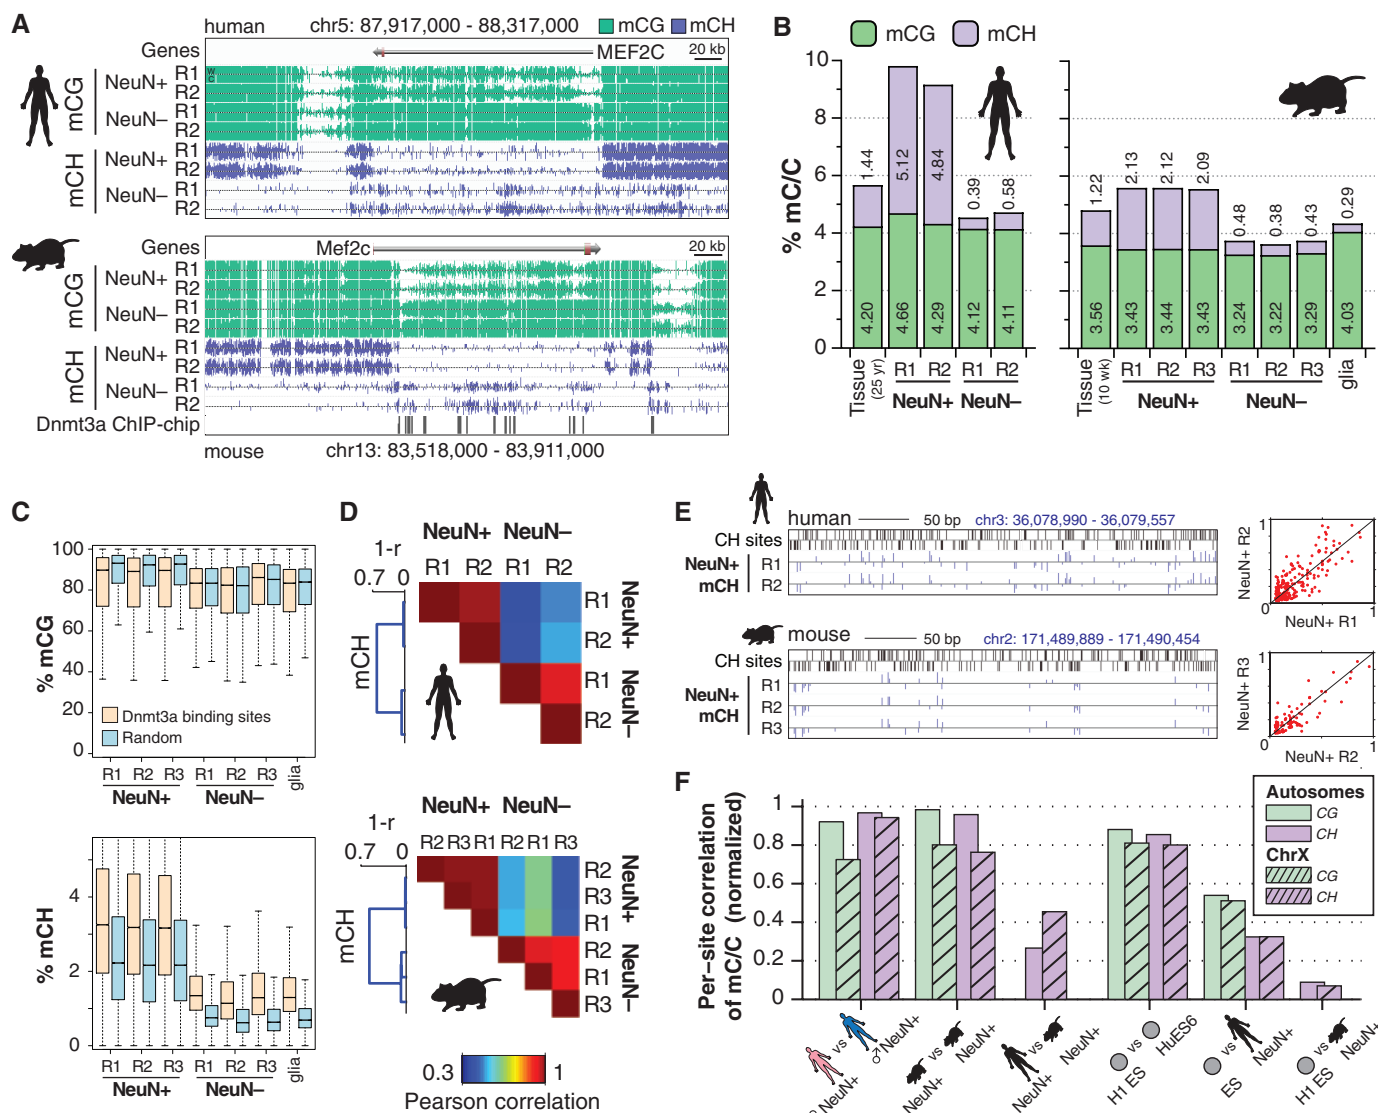 A
human chr5: 87,917,000 - 88,317,000 mCG mCH
Genes MEF2C 20 kb
mCG NeuN+ R1
R2
NeuN– R1
R2
mCH NeuN+ R1
R2
NeuN– R1
R2
Genes Mef2c 20 kb
mCG NeuN+ R1
R2
NeuN– R1
R2
mCH NeuN+ R1
R2
NeuN– R1
R2
Dnmt3a ChIP-chip
mouse chr13: 83,518,000 - 83,911,000
B
mCG mCH
% mC/C
10
8
6
4
2
0
1.44 5.12 4.84 0.39 0.58
4.20 4.66 4.29 4.12 4.11
1.22 2.13 2.12 2.09 0.48 0.38 0.43 0.29
3.56 3.43 3.44 3.43 3.24 3.22 3.29 4.03
Tissue (25 yr) R1 R2 R1 R2
NeuN+ NeuN–
Tissue (10 wk) R1 R2 R3 R1 R2 R3 glia
NeuN+ NeuN–
C
% mCG
100
80
60
40
20
0
Dnmt3a binding sites
Random
R1 R2 R3 R1 R2 R3 glia
NeuN+ NeuN–
% mCH
4
2
0
R1 R2 R3 R1 R2 R3 glia
NeuN+ NeuN–
D
NeuN+ NeuN–
1-r
0.7 0
R1 R2 R1 R2
mCH
R1
R2
R1
R2
NeuN+
NeuN–
NeuN+ NeuN–
1-r
0.7 0
R2 R3 R1 R2 R1 R3
mCH
R2
R3
R1
R2
R1
R3
NeuN+
NeuN–
0.3 1
Pearson correlation
E
human 50 bp chr3: 36,078,990 - 36,079,557
CH sites
NeuN+ mCH
R1
R2
NeuN+ R2
1
0
1
NeuN+ R1
mouse 50 bp chr2: 171,489,889 - 171,490,454
CH sites
NeuN+ mCH
R1
R2
R3
NeuN+ R3
1
0
1
NeuN+ R2
F
Per-site correlation
of mC/C (normalized)
1
0.8
0.6
0.4
0.2
0
Autosomes
CG
CH
ChrX
CG
CH
NeuN+ vs ♂ NeuN+
NeuN+ vs NeuN+
NeuN+ vs NeuN+
H1 ES vs HuES6
ES vs NeuN+
H1 ES vs NeuN+